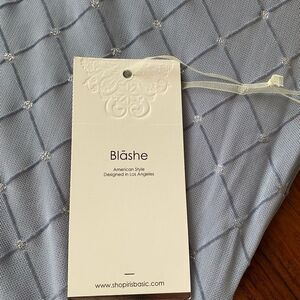 Blāshe
American Style
Designed in Los Angeles
www.shopirisbasic.com